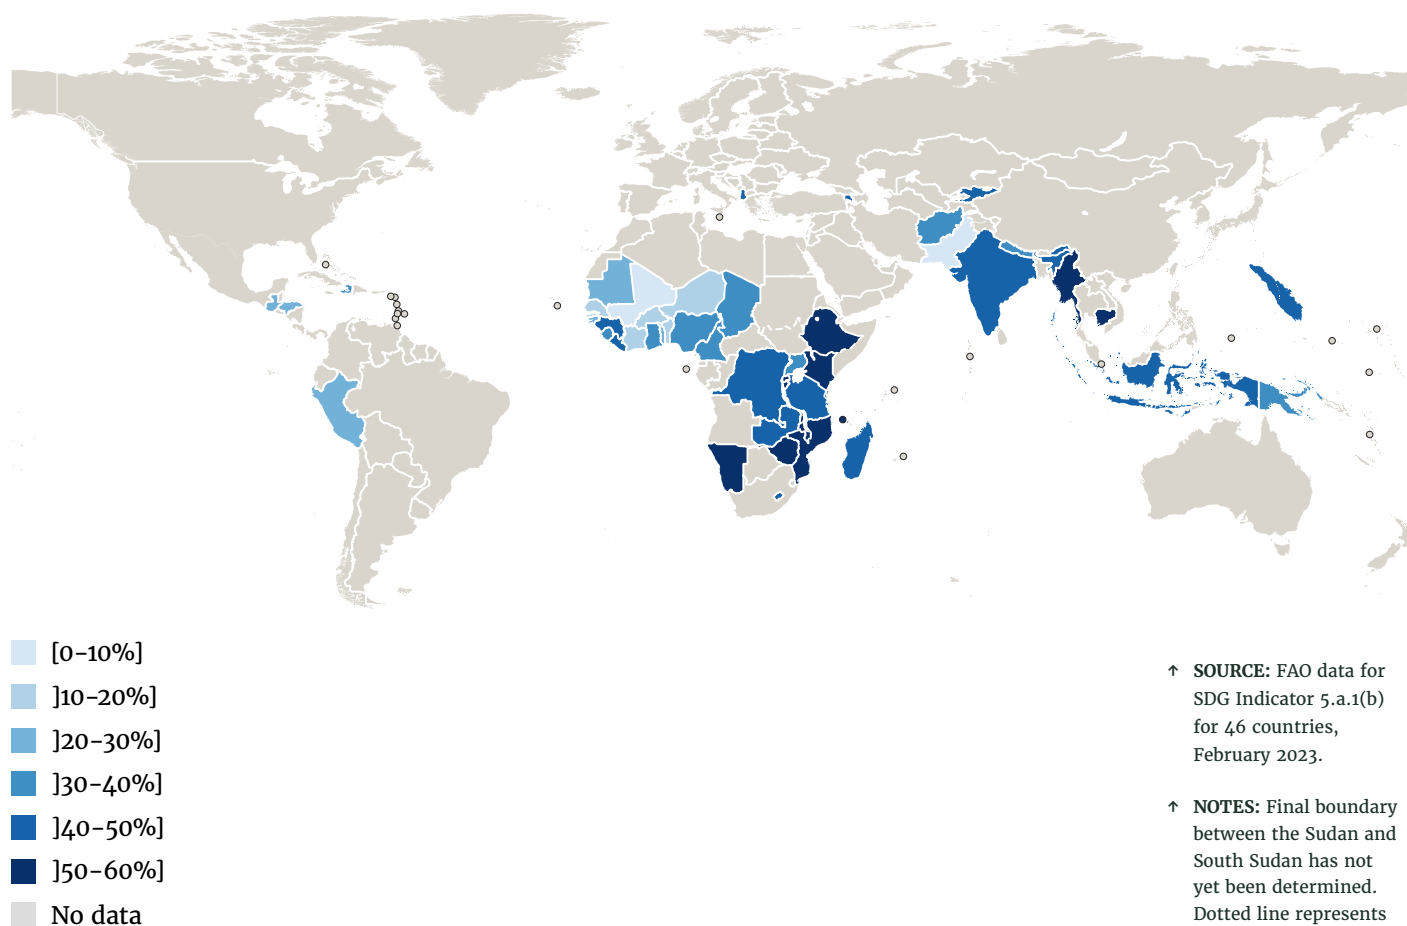 [0-10%]
]10-20%]
]20-30%]
]30-40%]
]40-50%]
]50-60%]
No data
↑ SOURCE: FAO data for
SDG Indicator 5.a.1(b)
for 46 countries,
February 2023.
↑ NOTES: Final boundary
between the Sudan and
South Sudan has not
yet been determined.
Dotted line represents